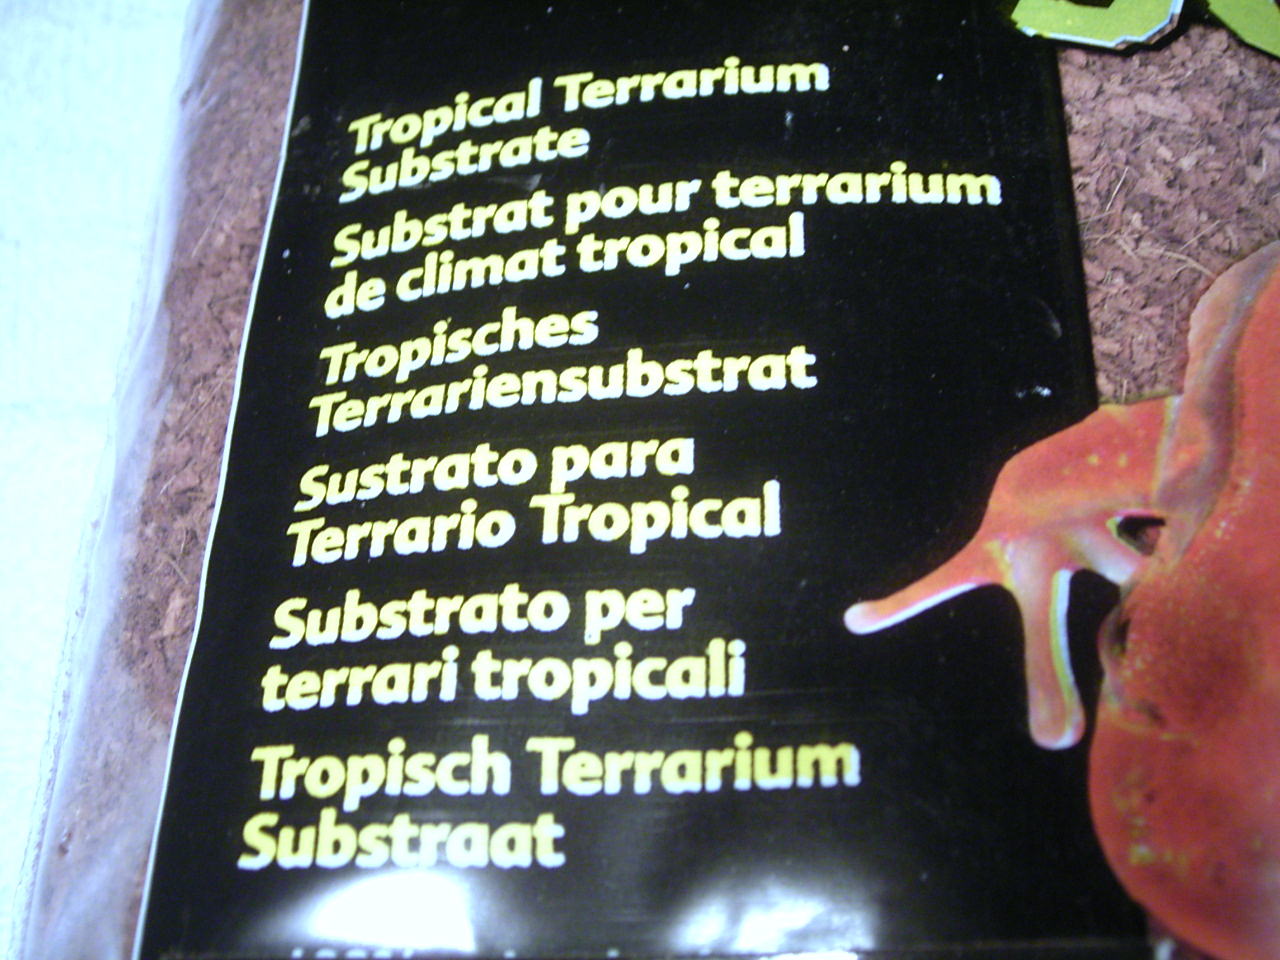 Tropical Terrarium
Substrate
Substrat pour terrarium
de climat tropical
Tropisches
Terrariensubstrat
Sustrato para
Terrario Tropical
Substrato per
terrari tropicali
Tropisch Terrarium
Substraat